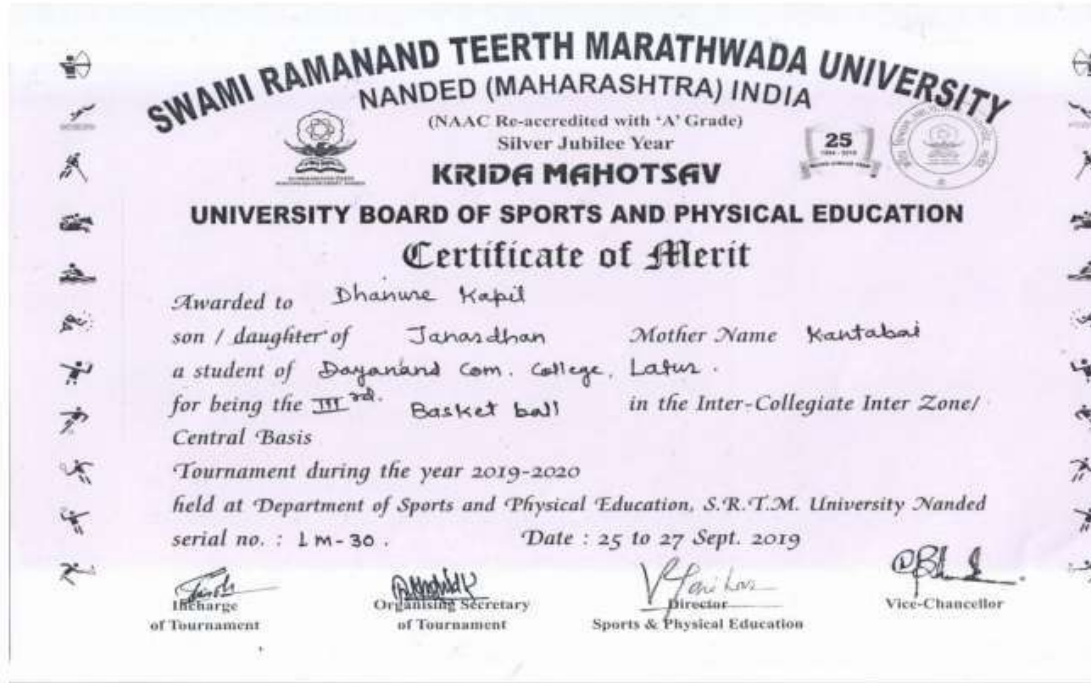 SWAMI RAMANAND TEERTH MARATHWADA UNIVERSITY
NANDED (MAHARASHTRA) INDIA
(NAAC Re-accredited with 'A' Grade)
Silver Jubilee Year
25
KRIDA MAHOTSAV
UNIVERSITY BOARD OF SPORTS AND PHYSICAL EDUCATION
Certificate of Merit
Awarded to Dhanure Kapil
son / daughter of Janardhan Mother Name Kantabai
a student of Dayanand Com. College, Latur.
for being the III rd. Basket ball in the Inter-Collegiate Inter Zone/
Central Basis
Tournament during the year 2019-2020
held at Department of Sports and Physical Education, S.R.T.M. University Nanded
serial no. : LM-30. Date : 25 to 27 Sept. 2019
Incharge Organising Secretary Director Vice-Chancellor
of Tournament of Tournament Sports & Physical Education